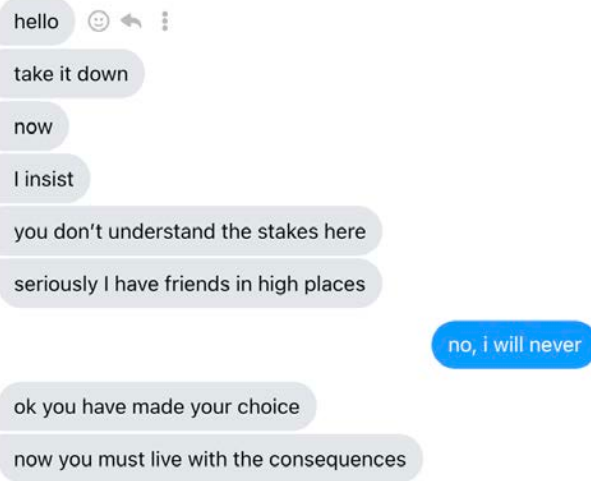 hello
take it down
now
I insist
you don't understand the stakes here
seriously I have friends in high places
no, i will never
ok you have made your choice
now you must live with the consequences